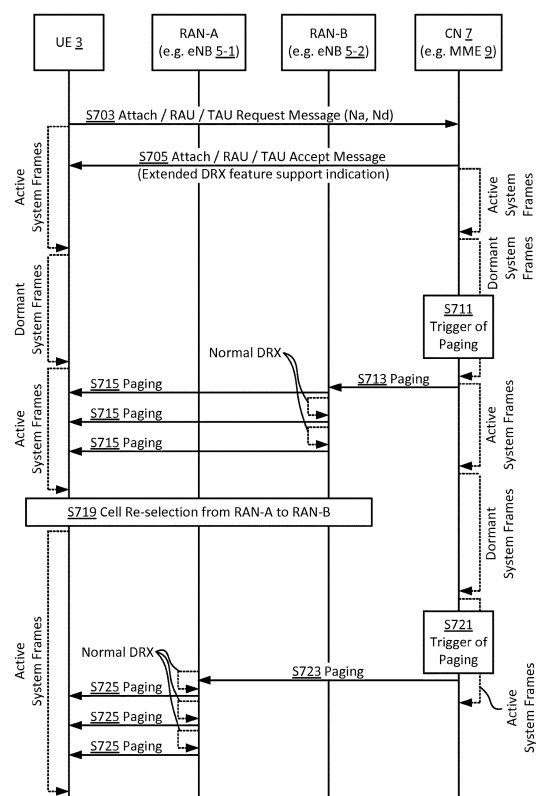 UE 3
RAN-A
(e.g. eNB 5-1)
RAN-B
(e.g. eNB 5-2)
CN 7
(e.g. MME 9)
S703 Attach / RAU / TAU Request Message (Na, Nd)
S705 Attach / RAU / TAU Accept Message
(Extended DRX feature support indication)
Active
System Frames
Active
System
Frames
Dormant
System Frames
Dormant
System Frames
S711
Trigger of
Paging
Normal DRX
S713 Paging
S715 Paging
S715 Paging
S715 Paging
Active
System Frames
Active
System Frames
S719 Cell Re-selection from RAN-A to RAN-B
Dormant
System Frames
Active
System Frames
S721
Trigger of
Paging
Normal DRX
S723 Paging
S725 Paging
S725 Paging
S725 Paging
Active
System Frames